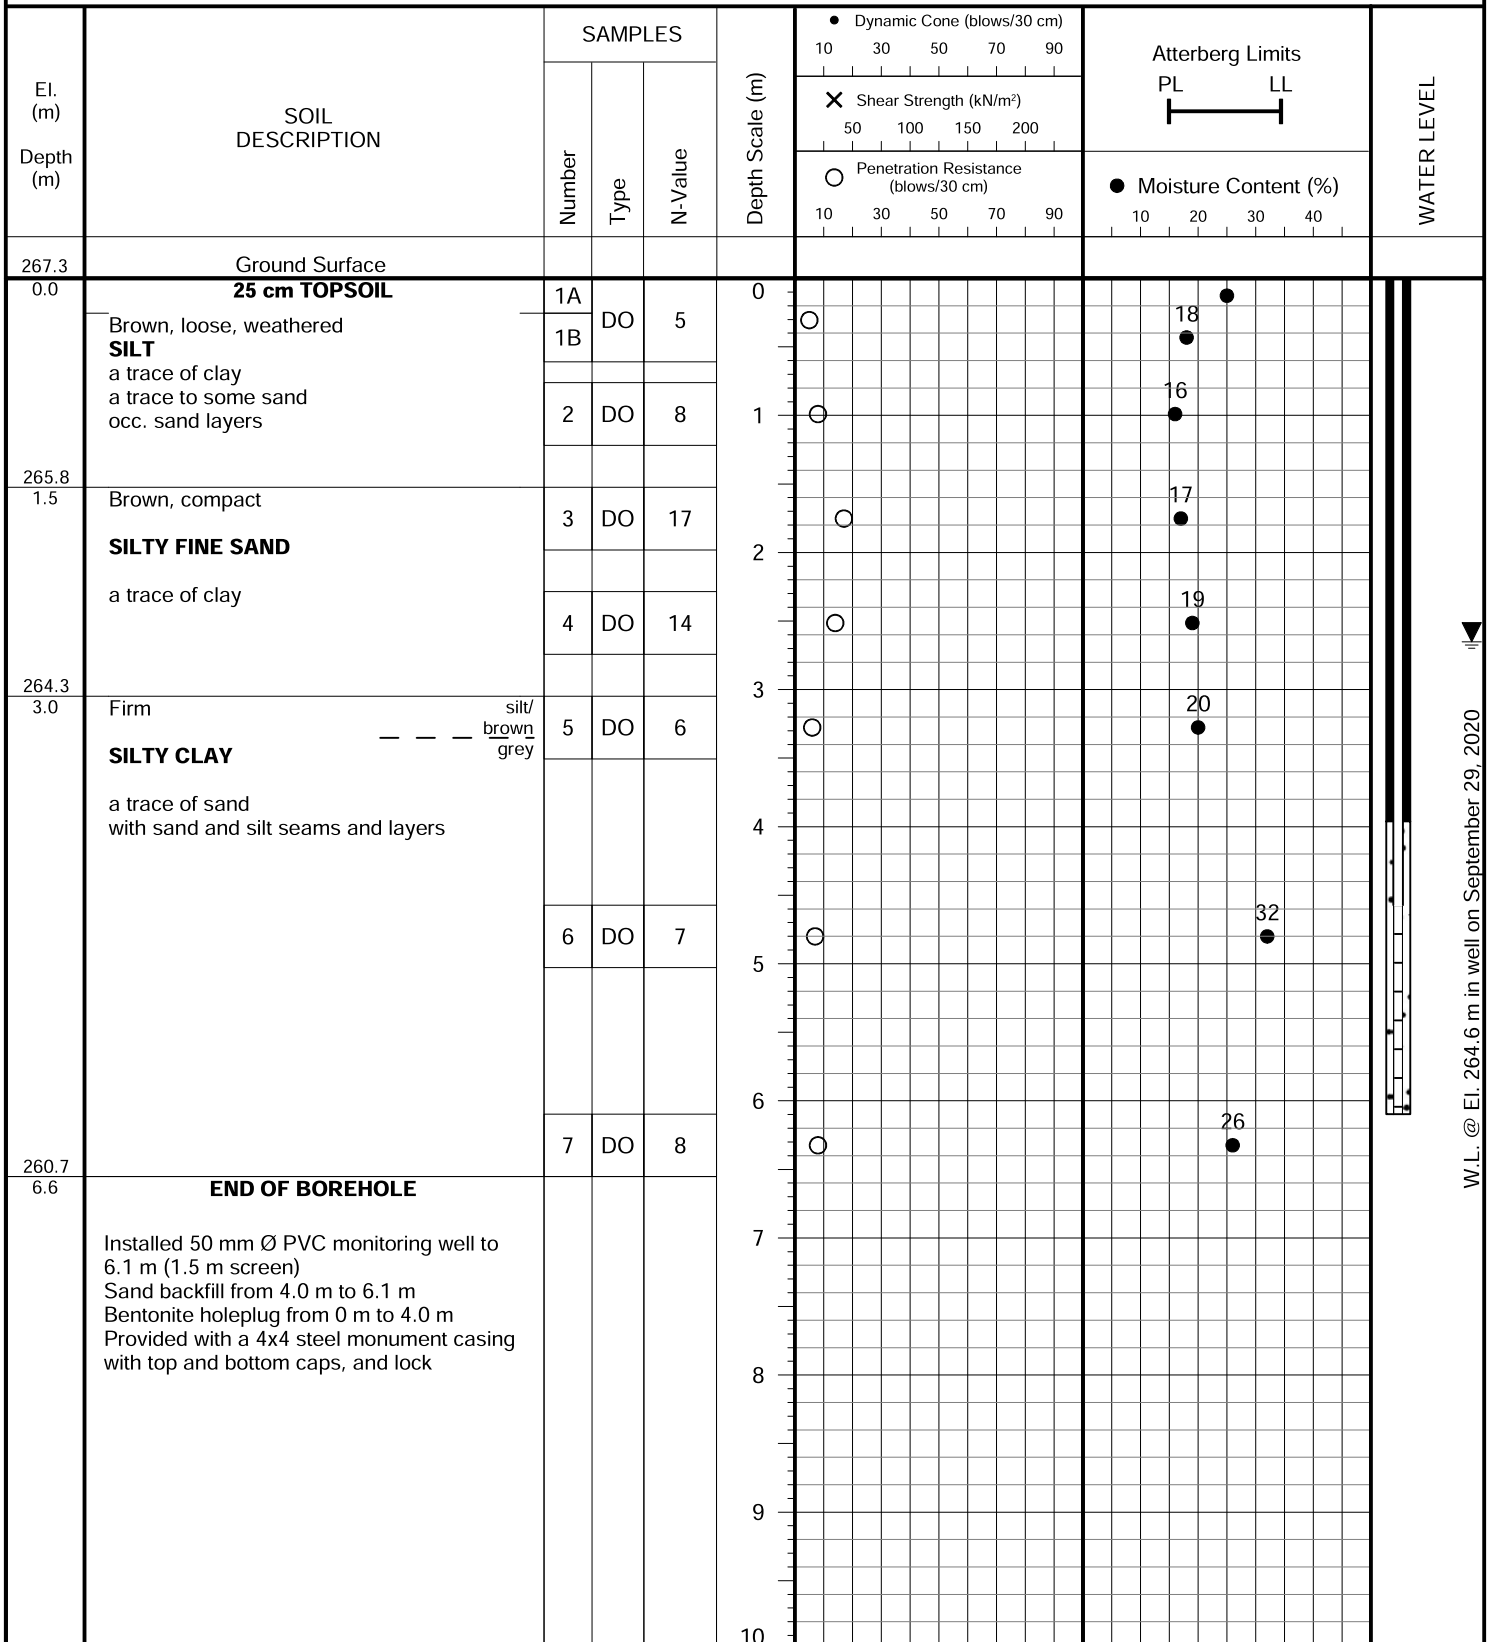 El.
(m)
Depth
(m)
SOIL
DESCRIPTION
SAMPLES
Number
Type
N-Value
Depth Scale (m)
Dynamic Cone (blows/30 cm)
10 30 50 70 90
Shear Strength (kN/m²)
50 100 150 200
Penetration Resistance
(blows/30 cm)
10 30 50 70 90
Atterberg Limits
PL LL
Moisture Content (%)
10 20 30 40
WATER LEVEL
267.3 Ground Surface
0.0 25 cm TOPSOIL 1A DO 5 0
Brown, loose, weathered 1B 18
SILT
a trace of clay
a trace to some sand 16
occ. sand layers 2 DO 8 1
265.8
1.5 Brown, compact 17
3 DO 17
SILTY FINE SAND 2
a trace of clay 19
4 DO 14
264.3 3
3.0 Firm silt/ 20
brown 5 DO 6
grey
SILTY CLAY
a trace of sand
with sand and silt seams and layers 4
32
6 DO 7
5
6
26
7 DO 8
260.7
6.6 END OF BOREHOLE
Installed 50 mm Ø PVC monitoring well to 7
6.1 m (1.5 m screen)
Sand backfill from 4.0 m to 6.1 m
Bentonite holeplug from 0 m to 4.0 m
Provided with a 4x4 steel monument casing
with top and bottom caps, and lock 8
9
10
W.L. @ El. 264.6 m in well on September 29, 2020